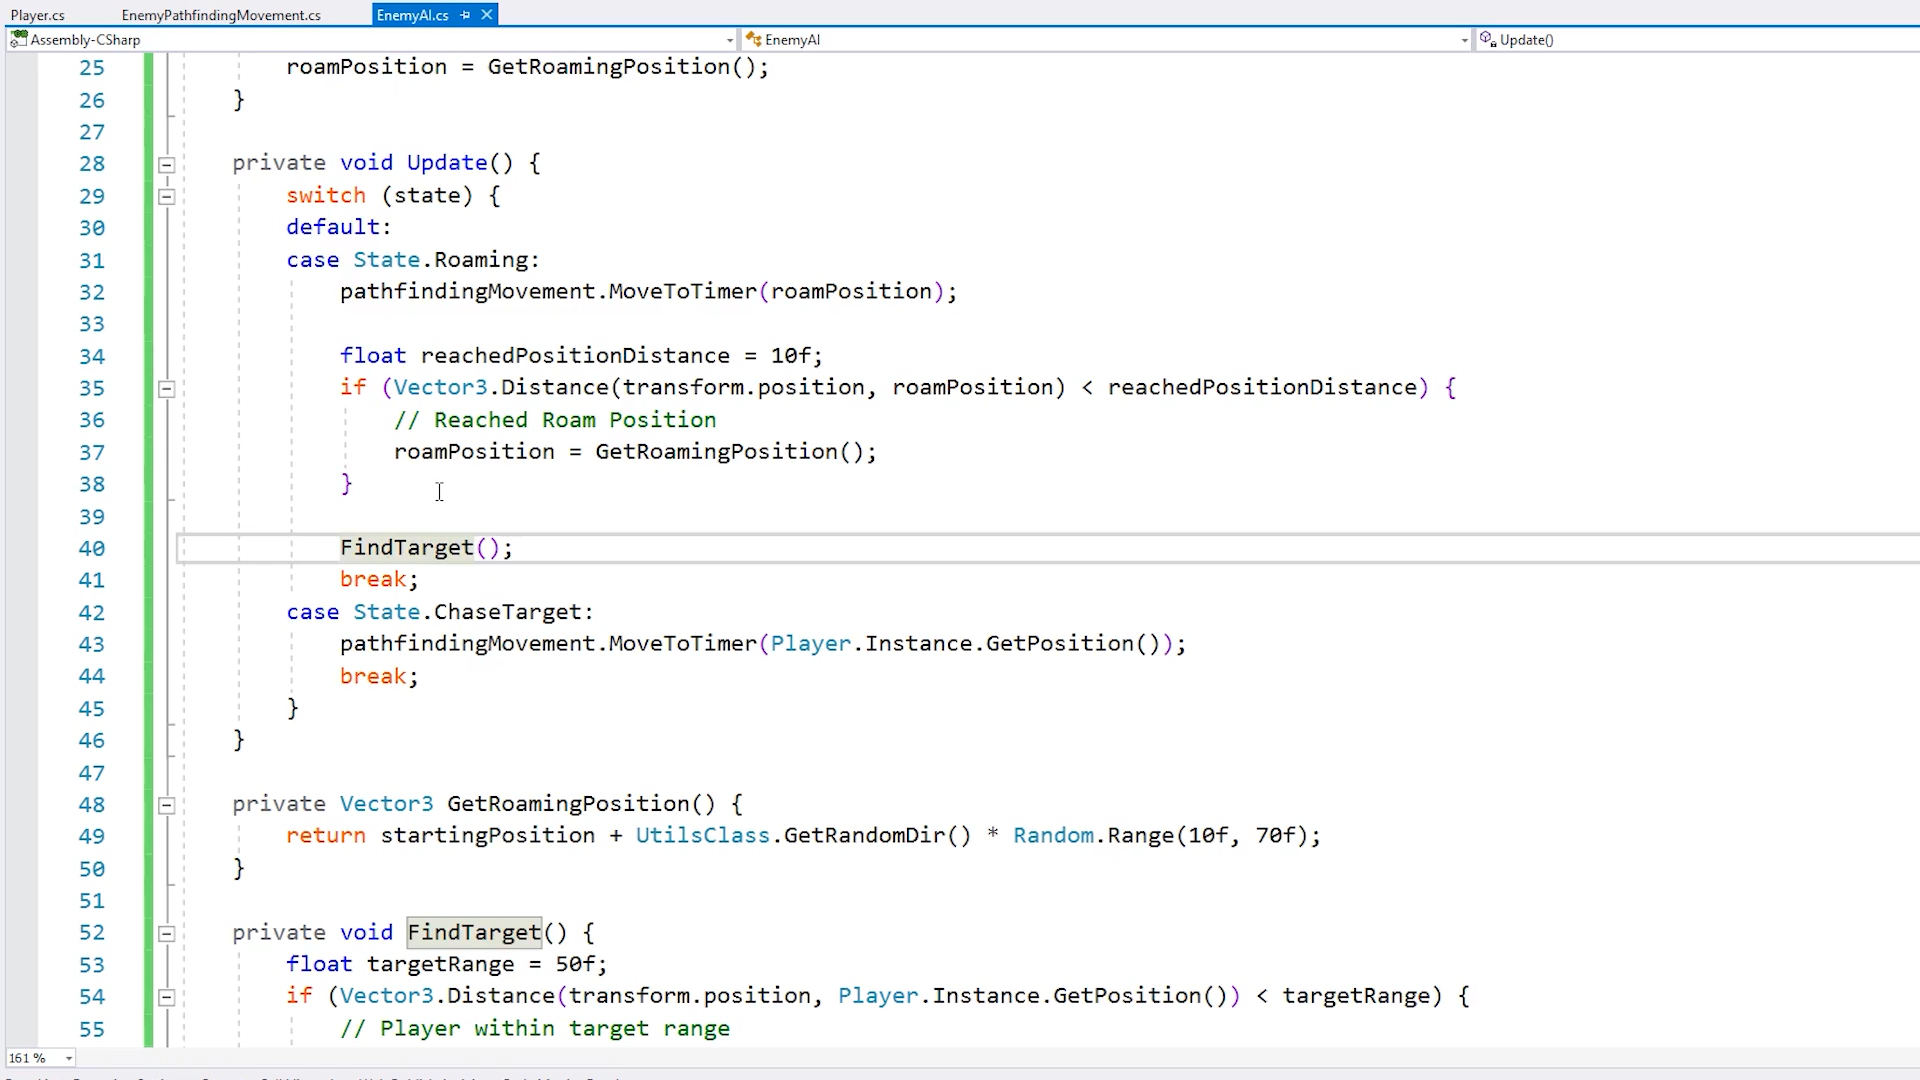 Player.cs EnemyPathfindingMovement.cs EnemyAI.cs
Assembly-CSharp EnemyAI Update()
25 roamPosition = GetRoamingPosition();
26 }
27
28 private void Update() {
29 switch (state) {
30 default:
31 case State.Roaming:
32 pathfindingMovement.MoveToTimer(roamPosition);
33
34 float reachedPositionDistance = 10f;
35 if (Vector3.Distance(transform.position, roamPosition) < reachedPositionDistance) {
36 // Reached Roam Position
37 roamPosition = GetRoamingPosition();
38 }
39
40 FindTarget();
41 break;
42 case State.ChaseTarget:
43 pathfindingMovement.MoveToTimer(Player.Instance.GetPosition());
44 break;
45 }
46 }
47
48 private Vector3 GetRoamingPosition() {
49 return startingPosition + UtilsClass.GetRandomDir() * Random.Range(10f, 70f);
50 }
51
52 private void FindTarget() {
53 float targetRange = 50f;
54 if (Vector3.Distance(transform.position, Player.Instance.GetPosition()) < targetRange) {
55 // Player within target range
161 %